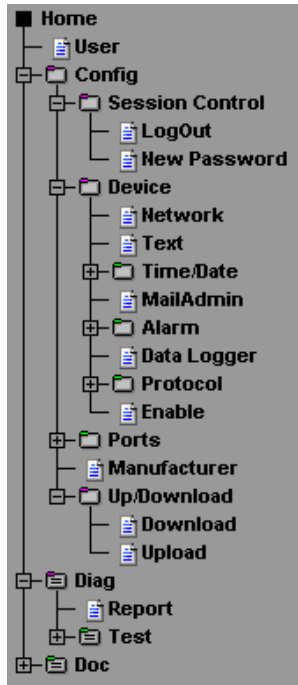 Home
User
Config
Session Control
LogOut
New Password
Device
Network
Text
Time/Date
MailAdmin
Alarm
Data Logger
Protocol
Enable
Ports
Manufacturer
Up/Download
Download
Upload
Diag
Report
Test
Doc